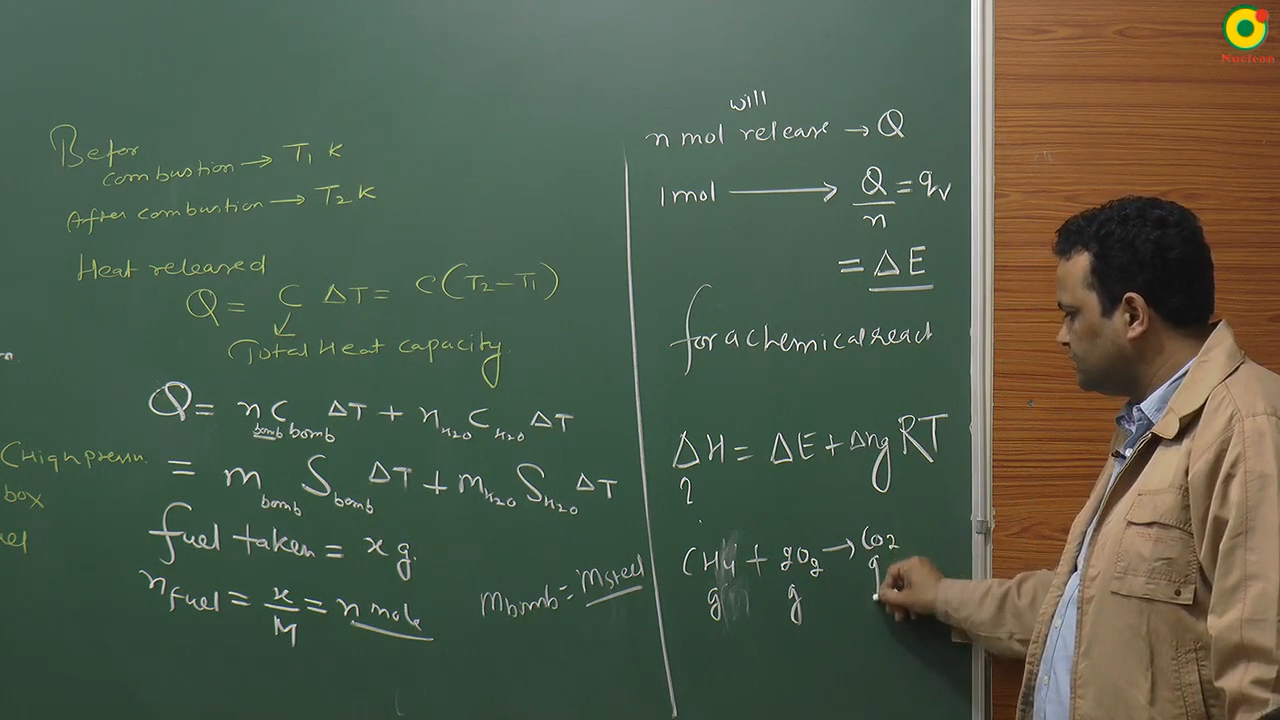 Nucleon
Befor
combustion → T1 K
After combustion → T2 K
Heat released
Q = C ΔT = C(T2 – T1)
Total Heat capacity
Q = nbomb Cbomb ΔT + nH2O CH2O ΔT
= mbomb Sbomb ΔT + mH2O SH2O ΔT
fuel taken = x g.
nfuel = x/M = n mole
Mbomb = Msteel
box
n mol will release → Q
1 mol → Q/n = qv
= ΔE
for a chemical react
ΔH = ΔE + Δng RT
?
CH4 + 2O2 → CO2
g g g